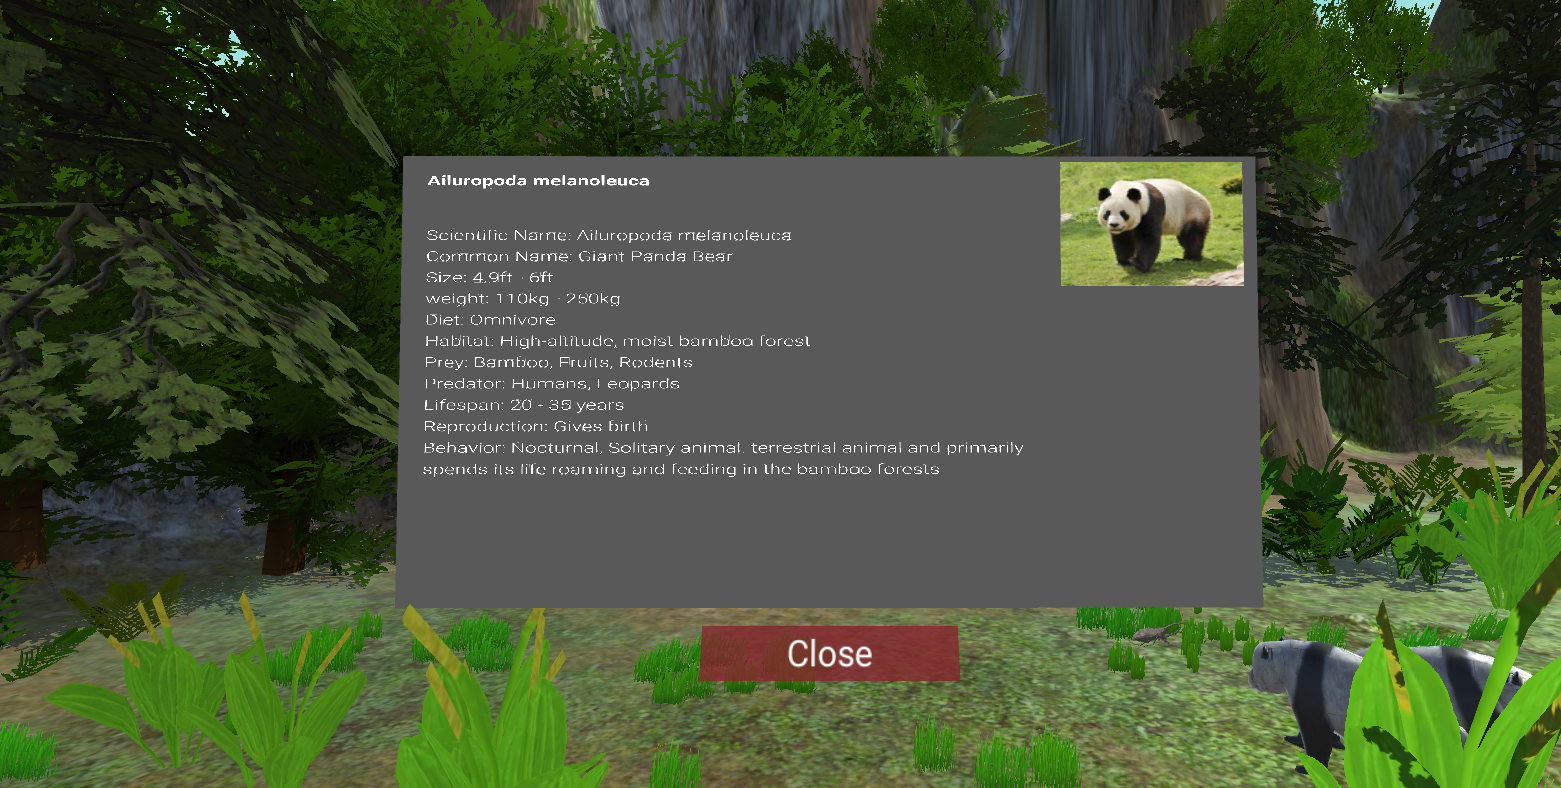 Ailuropoda melanoleuca
Scientific Name: Ailuropoda melanoleuca
Common Name: Giant Panda Bear
Size: 4.9ft - 6ft
weight: 110kg - 250kg
Diet: Omnivore
Habitat: High-altitude, moist bamboo forest
Prey: Bamboo, Fruits, Rodents
Predator: Humans, Leopards
Lifespan: 20 - 35 years
Reproduction: Gives birth
Behavior: Nocturnal, Solitary animal, terrestrial animal and primarily
spends its life roaming and feeding in the bamboo forests
Close